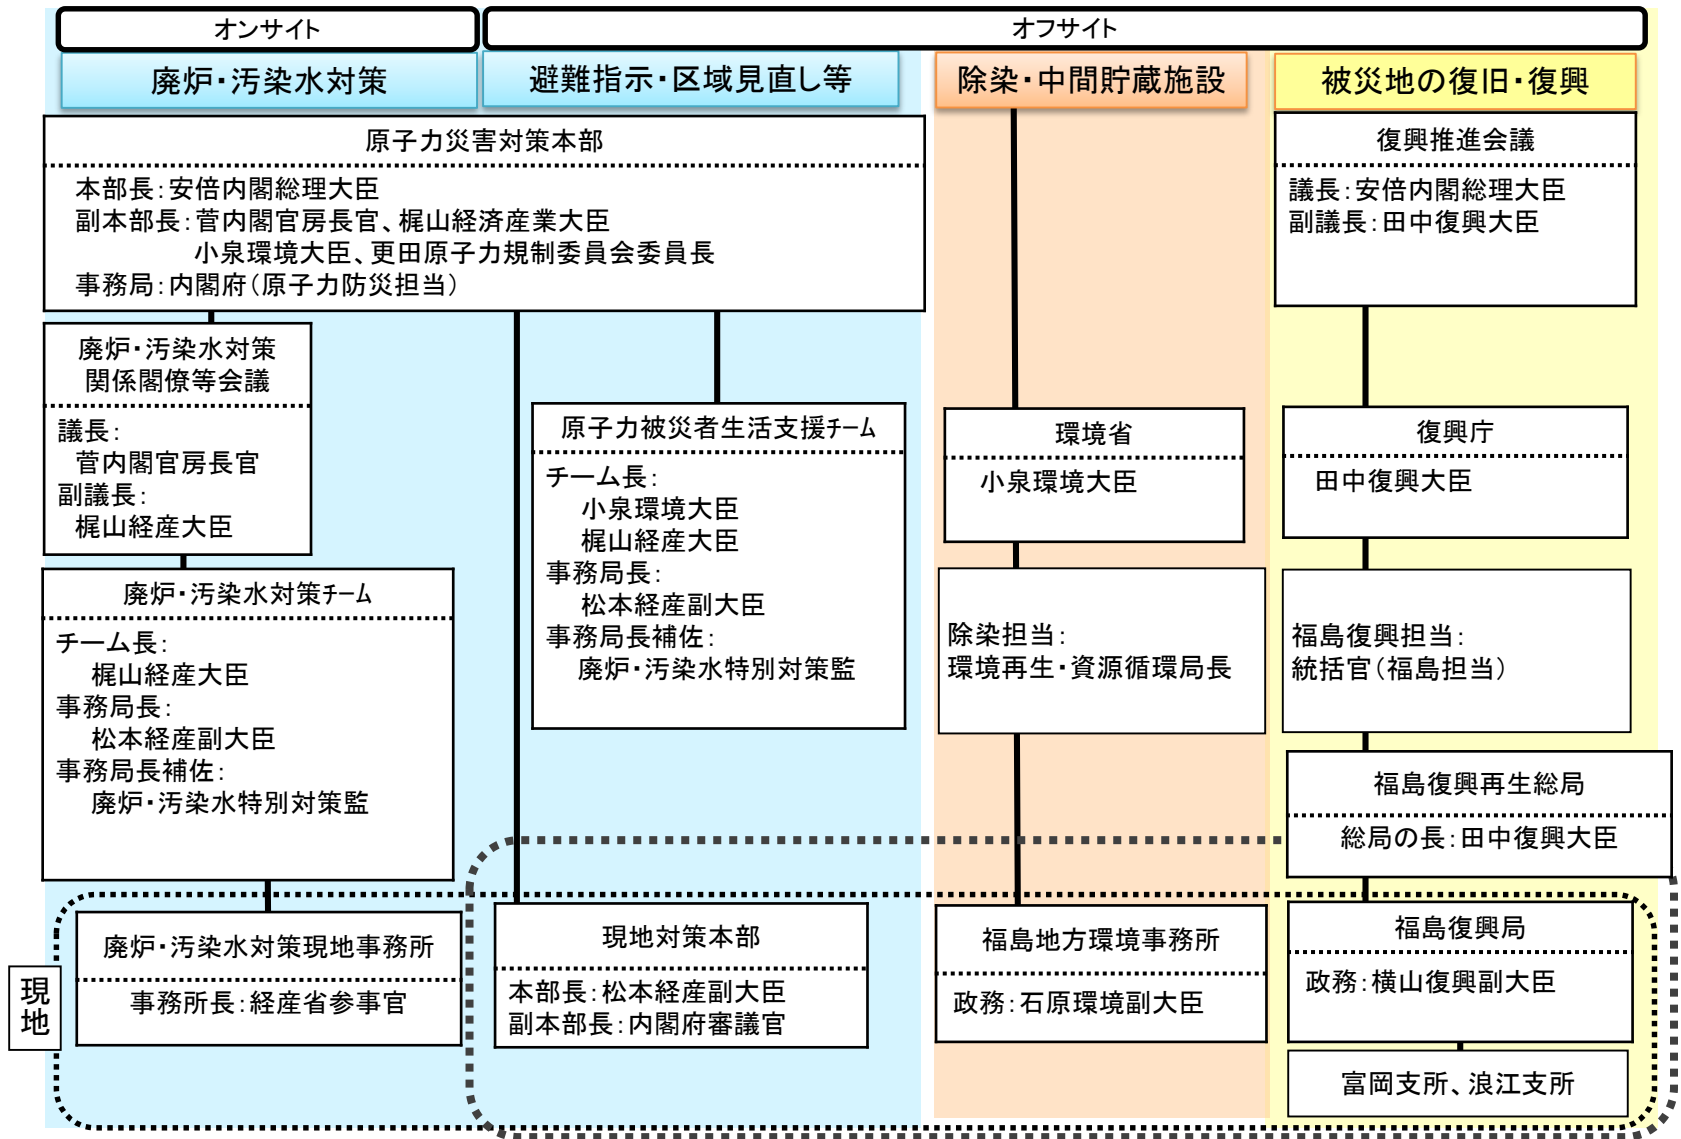 オンサイト
オフサイト
廃炉・汚染水対策
避難指示・区域見直し等
除染・中間貯蔵施設
被災地の復旧・復興
原子力災害対策本部
本部長：安倍内閣総理大臣
副本部長：菅内閣官房長官、梶山経済産業大臣
小泉環境大臣、更田原子力規制委員会委員長
事務局：内閣府（原子力防災担当）
復興推進会議
議長：安倍内閣総理大臣
副議長：田中復興大臣
廃炉・汚染水対策
関係閣僚等会議
議長：
菅内閣官房長官
副議長：
梶山経産大臣
原子力被災者生活支援ﾁｰﾑ
チーム長：
小泉環境大臣
梶山経産大臣
事務局長：
松本経産副大臣
事務局長補佐：
廃炉・汚染水特別対策監
環境省
小泉環境大臣
復興庁
田中復興大臣
廃炉・汚染水対策ﾁｰﾑ
チーム長：
梶山経産大臣
事務局長：
松本経産副大臣
事務局長補佐：
廃炉・汚染水特別対策監
除染担当：
環境再生・資源循環局長
福島復興担当：
統括官（福島担当）
福島復興再生総局
総局の長：田中復興大臣
現地
廃炉・汚染水対策現地事務所
事務所長：経産省参事官
現地対策本部
本部長：松本経産副大臣
副本部長：内閣府審議官
福島地方環境事務所
政務：石原環境副大臣
福島復興局
政務：横山復興副大臣
富岡支所、浪江支所